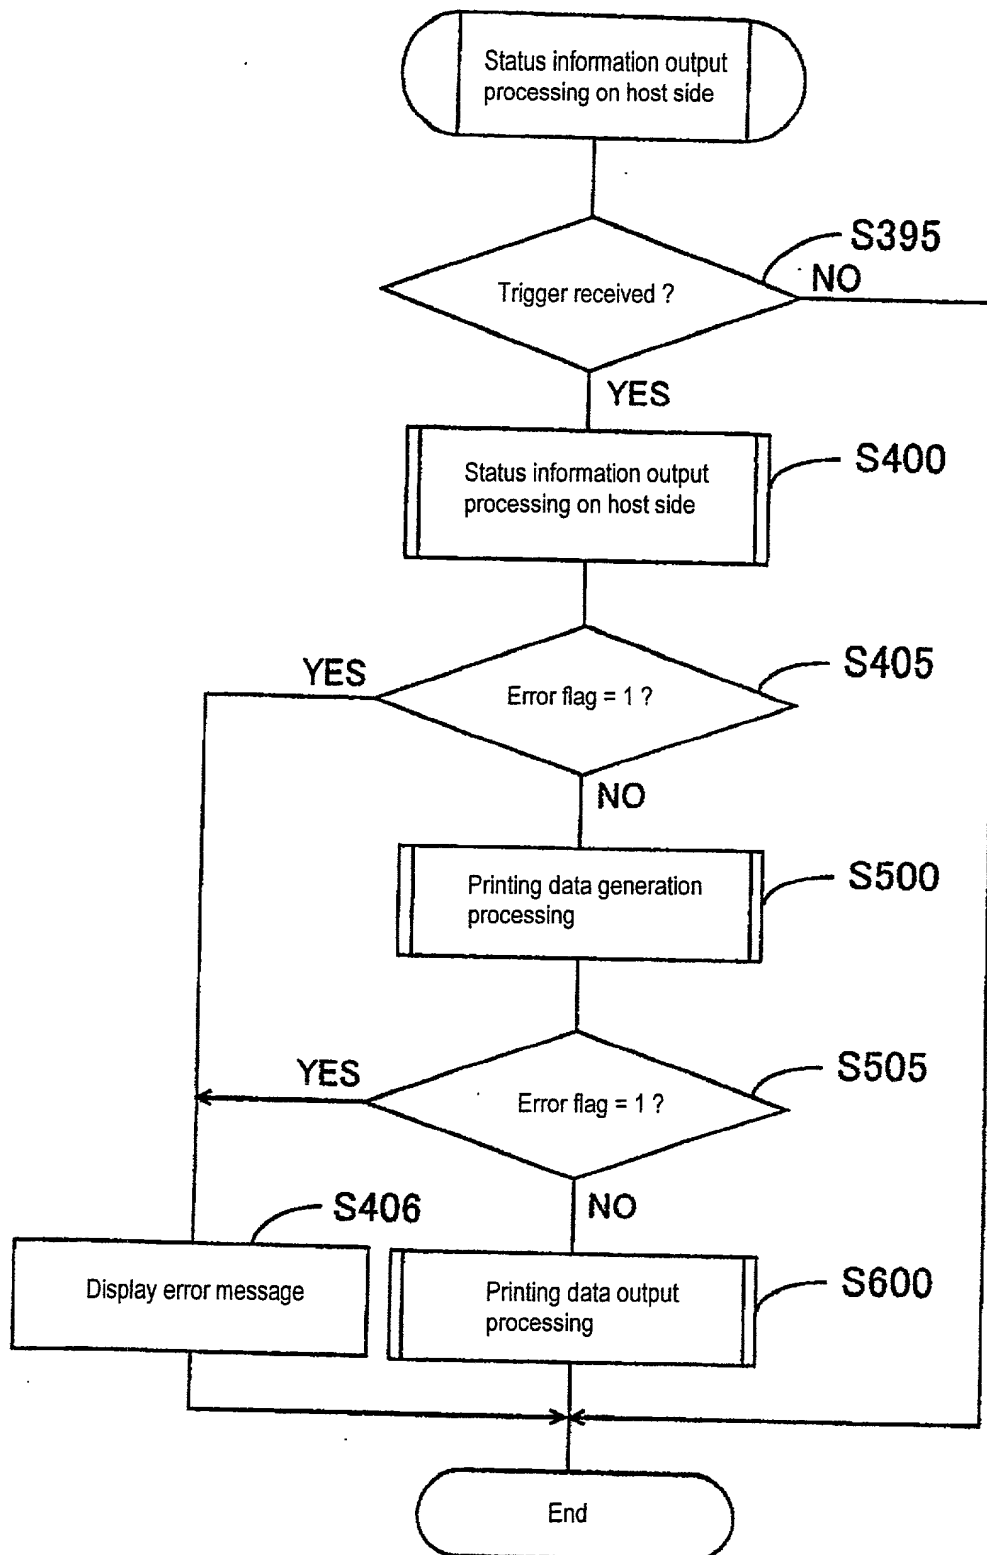 Status information output
processing on host side
S395
Trigger received ?
NO
YES
S400
Status information output
processing on host side
S405
YES
Error flag = 1 ?
NO
S500
Printing data generation
processing
S505
YES
Error flag = 1 ?
NO
S406
Display error message
S600
Printing data output
processing
End